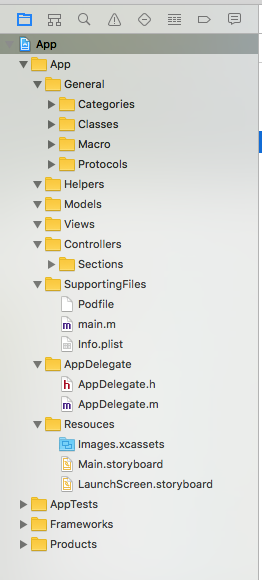 App
App
General
Categories
Classes
Macro
Protocols
Helpers
Models
Views
Controllers
Sections
SupportingFiles
Podfile
main.m
Info.plist
AppDelegate
AppDelegate.h
AppDelegate.m
Resouces
Images.xcassets
Main.storyboard
LaunchScreen.storyboard
AppTests
Frameworks
Products